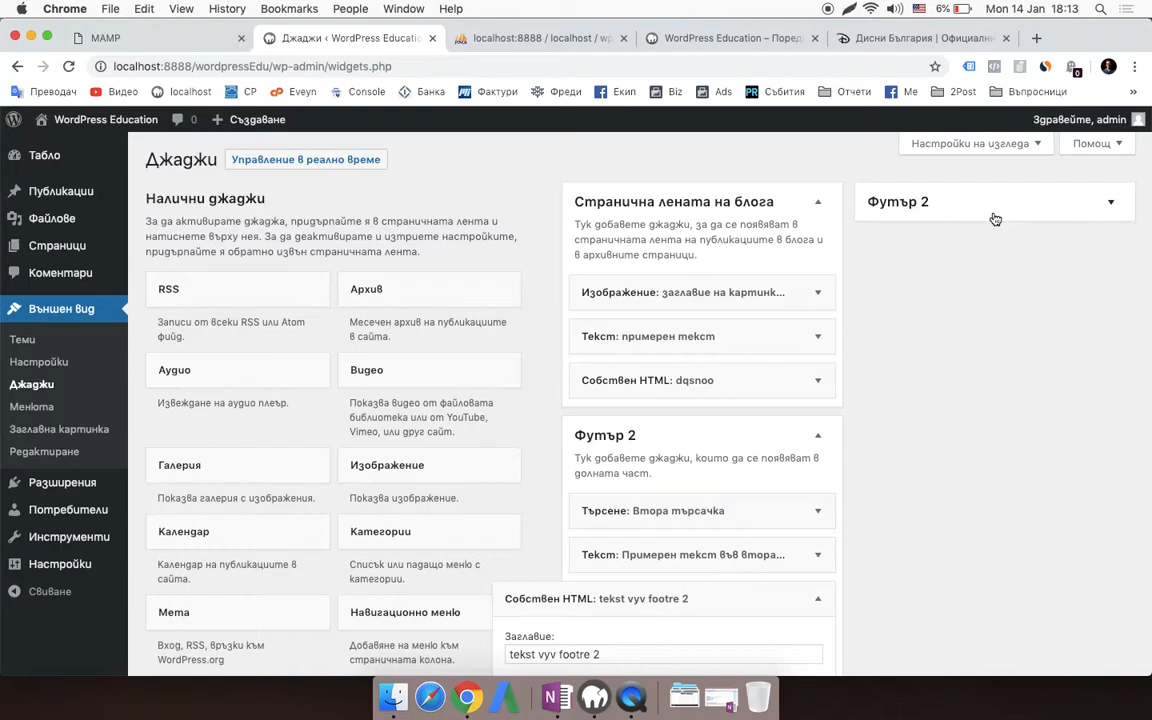 Chrome File Edit View History Bookmarks People Window Help 6% Mon 14 Jan 18:13
MAMP
Джаджи ‹ WordPress Educatio
localhost:8888 / localhost / wp
WordPress Education – Поред
Дисни България | Официални
localhost:8888/wordpressEdu/wp-admin/widgets.php
Преводач Видео localhost CP Eveyn Console Банка Фактури Фреди Екип Biz Ads Събития Отчети Me 2Post Въпросници »
WordPress Education 0 Създаване Здравейте, admin
Табло
Публикации
Файлове
Страници
Коментари
Външен вид
Теми
Настройки
Джаджи
Менюта
Заглавна картинка
Редактиране
Разширения
Потребители
Инструменти
Настройки
Свиване
Настройки на изгледа Помощ
Джаджи Управление в реално време
Налични джаджи
За да активирате джаджа, придърпайте я в страничната лента и
натиснете върху нея. За да деактивирате и изтриете настройките,
придърпайте я обратно извън страничната лента.
RSS
Записи от всеки RSS или Atom
фийд.
Архив
Месечен архив на публикациите
в сайта.
Аудио
Извеждане на аудио плеър.
Видео
Показва видео от файловата
библиотека или от YouTube,
Vimeo, или друг сайт.
Галерия
Показва галерия с изображения.
Изображение
Показва изображение.
Календар
Календар на публикациите в
сайта.
Категории
Списък или падащо меню с
категории.
Мета
Вход, RSS, връзки към
WordPress.org
Навигационно меню
Добавяне на меню към
страничната колона.
Странична лената на блога
Тук добавете джаджи, за да се появяват в
страничната лента на публикациите в блога и
в архивните страници.
Изображение: заглавие на картинк...
Текст: примерен текст
Собствен HTML: dqsnoo
Футър 2
Тук добавете джаджи, които да се появяват в
долната част.
Търсене: Втора търсачка
Текст: Примерен текст във втора...
Собствен HTML: tekst vyv footre 2
Заглавие:
tekst vyv footre 2
Футър 2